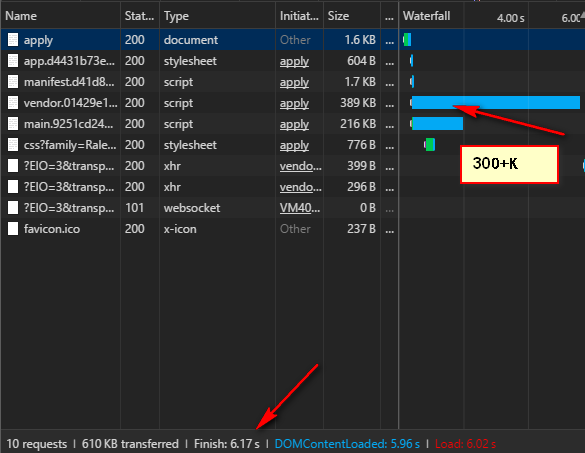 Name Stat... Type Initiat... Size ... Waterfall
4.00 s 6.00
apply 200 document Other 1.6 KB
app.d4431b73e... 200 stylesheet apply 604 B ...
manifest.d41d8... 200 script apply 1.7 KB ...
vendor.01429e1... 200 script apply 389 KB ...
main.9251cd24... 200 script apply 216 KB ...
css?family=Rale... 200 stylesheet apply 776 B ...
?EIO=3&transp... 200 xhr vendo... 399 B ...
?EIO=3&transp... 200 xhr vendo... 296 B ...
?EIO=3&transp... 101 websocket VM40... 0 B ...
favicon.ico 200 x-icon Other 237 B ...
300+K
10 requests | 610 KB transferred | Finish: 6.17 s | DOMContentLoaded: 5.96 s | Load: 6.02 s